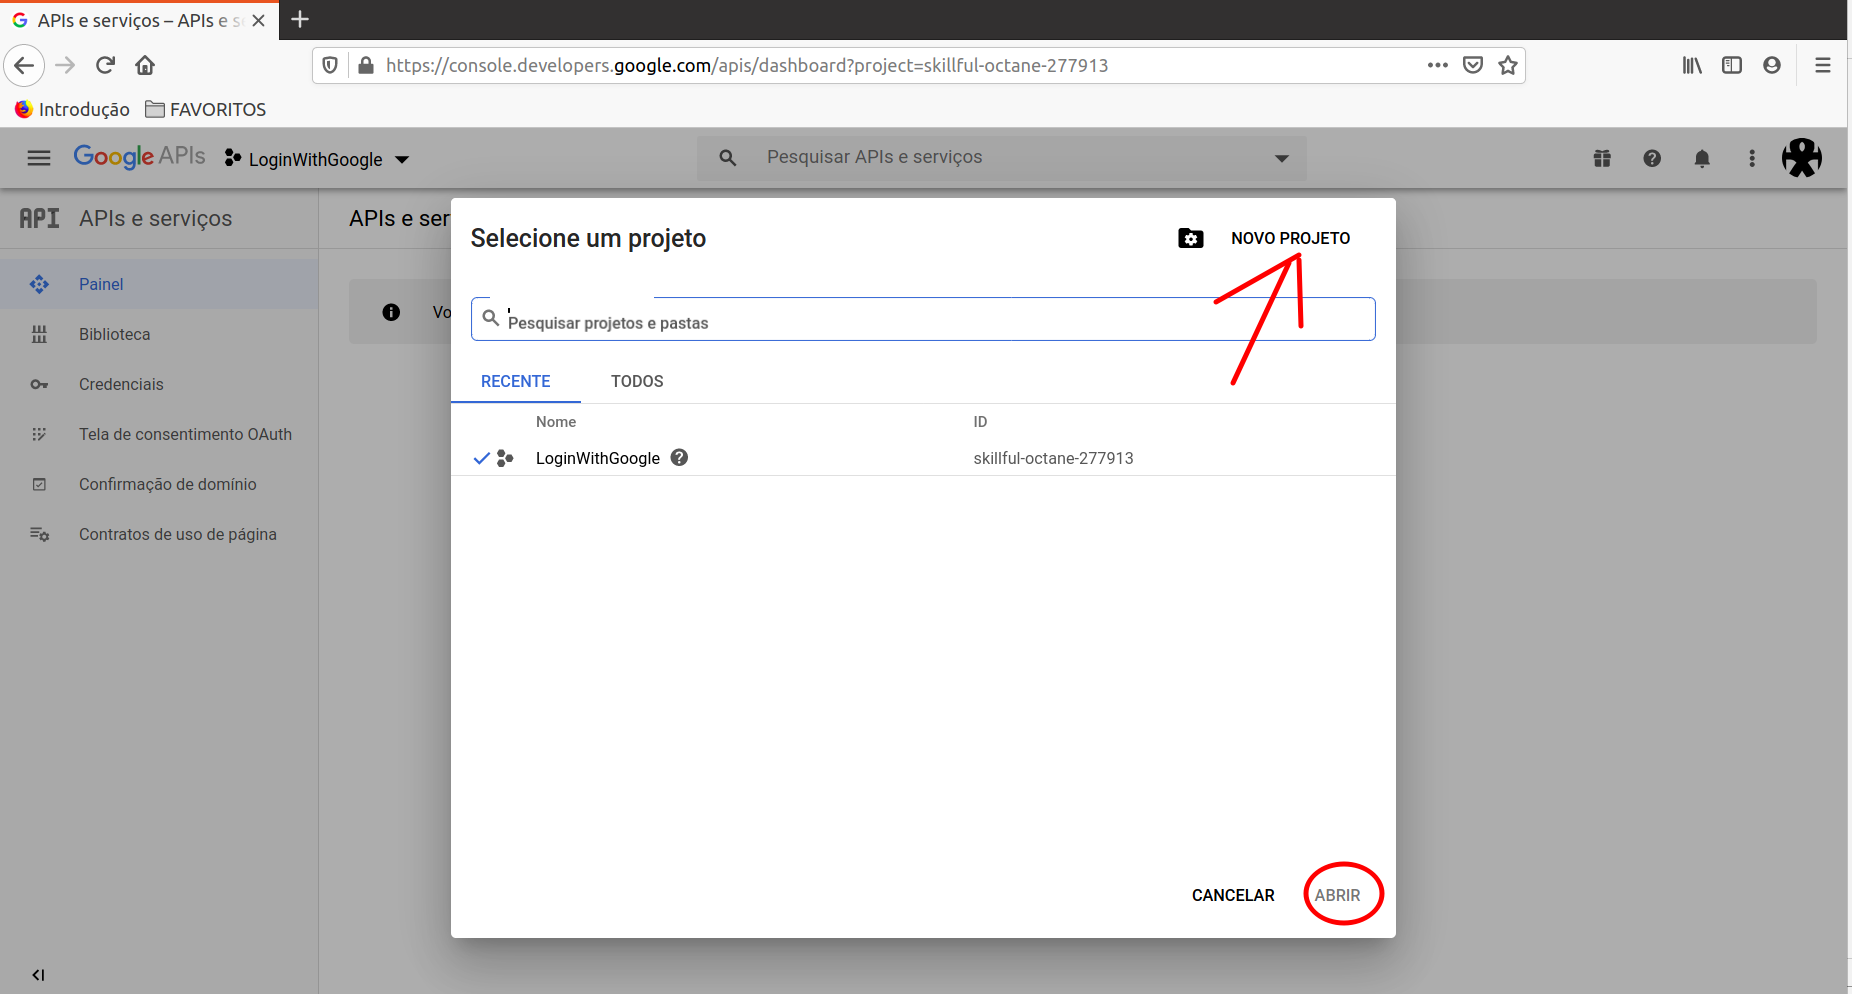 APIs e serviços – APIs e s
https://console.developers.google.com/apis/dashboard?project=skillful-octane-277913
Introdução FAVORITOS
Google APIs LoginWithGoogle Pesquisar APIs e serviços
API APIs e serviços
APIs e ser
Selecione um projeto NOVO PROJETO
Painel
Vo
Pesquisar projetos e pastas
Biblioteca
RECENTE TODOS
Credenciais
Nome ID
Tela de consentimento OAuth
LoginWithGoogle skillful-octane-277913
Confirmação de domínio
Contratos de uso de página
CANCELAR ABRIR